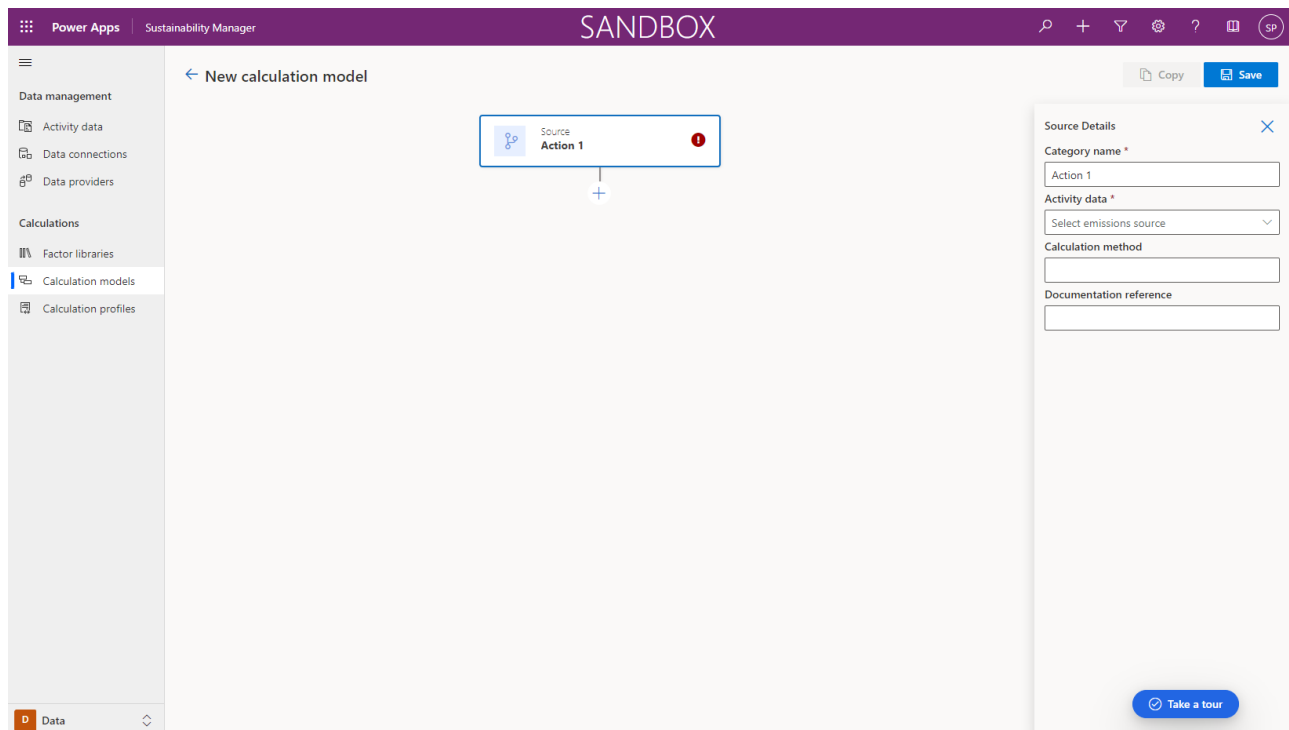 Power Apps
Sustainability Manager
SANDBOX
SP
Data management
Activity data
Data connections
Data providers
Calculations
Factor libraries
Calculation models
Calculation profiles
D Data
New calculation model
Copy
Save
Source
Action 1
Source Details
Category name *
Action 1
Activity data *
Select emissions source
Calculation method
Documentation reference
Take a tour